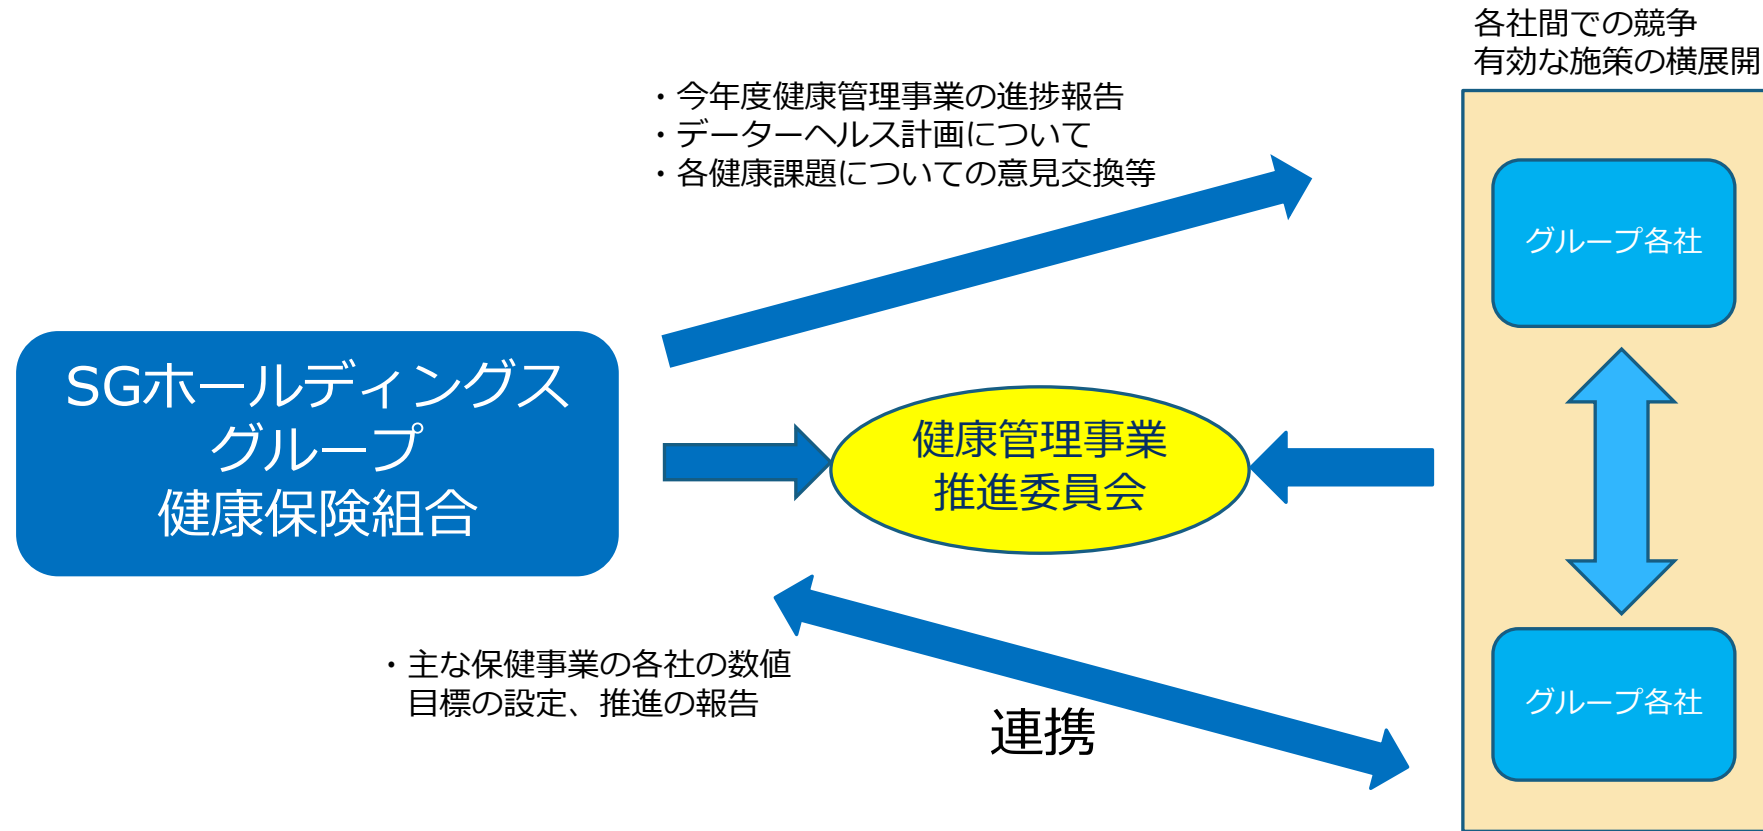 各社間での競争
有効な施策の横展開
・今年度健康管理事業の進捗報告
・データーヘルス計画について
・各健康課題についての意見交換等
グループ各社
SGホールディングス
グループ
健康保険組合
健康管理事業
推進委員会
・主な保健事業の各社の数値
目標の設定、推進の報告
連携
グループ各社